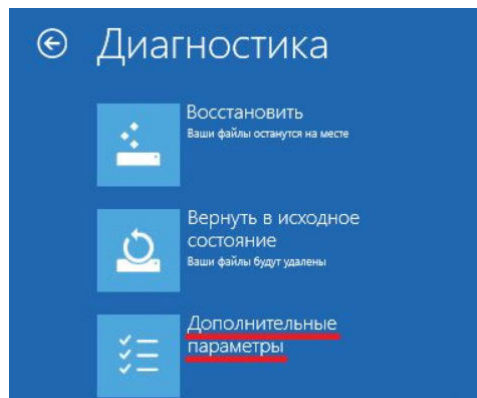 Диагностика
Восстановить
Ваши файлы останутся на месте
Вернуть в исходное
состояние
Ваши файлы будут удалены
Дополнительные
параметры